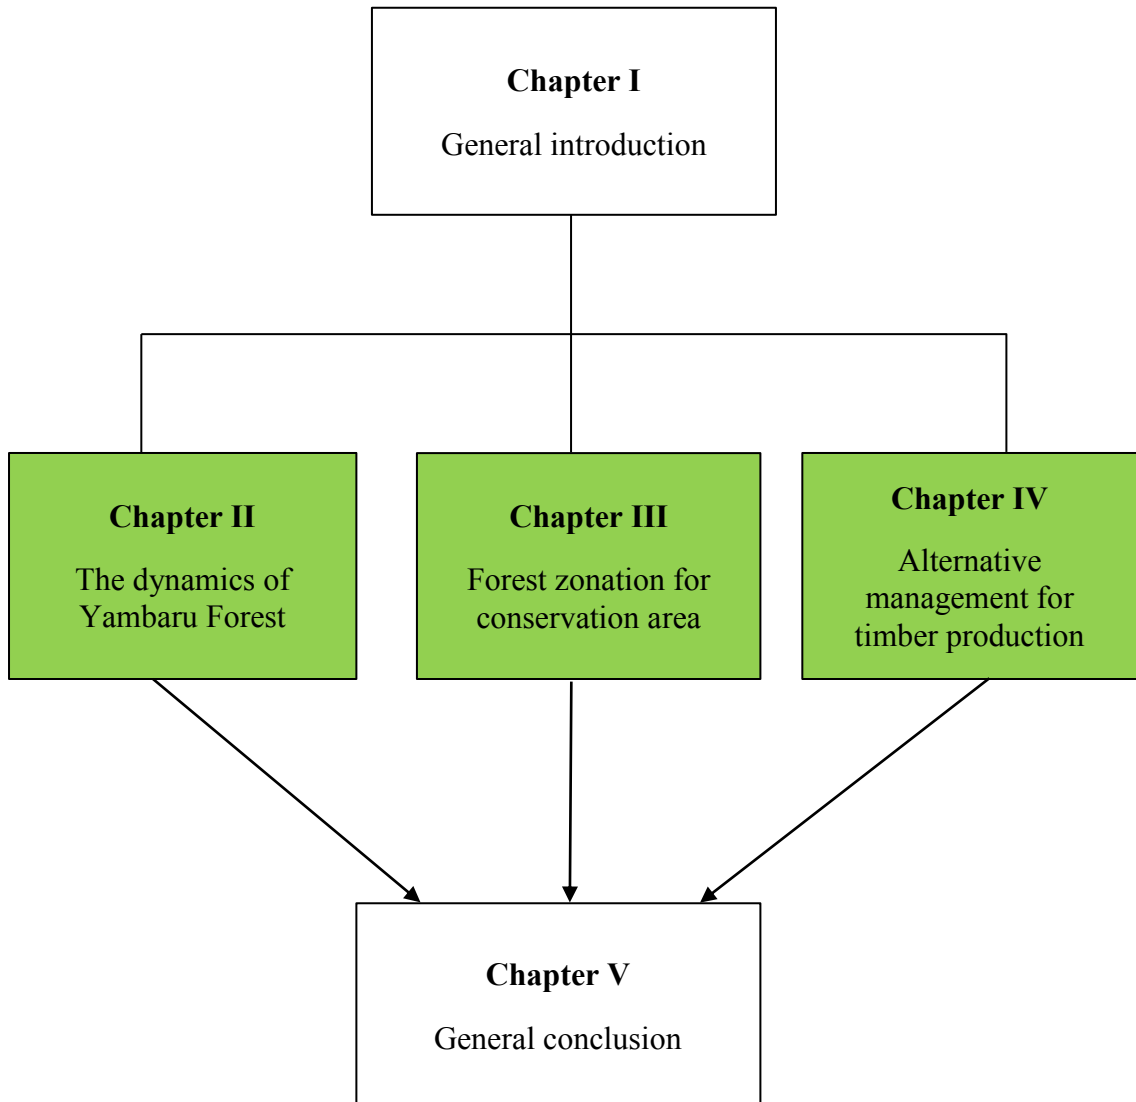 Chapter I
General introduction
Chapter II
The dynamics of
Yambaru Forest
Chapter III
Forest zonation for
conservation area
Chapter IV
Alternative
management for
timber production
Chapter V
General conclusion